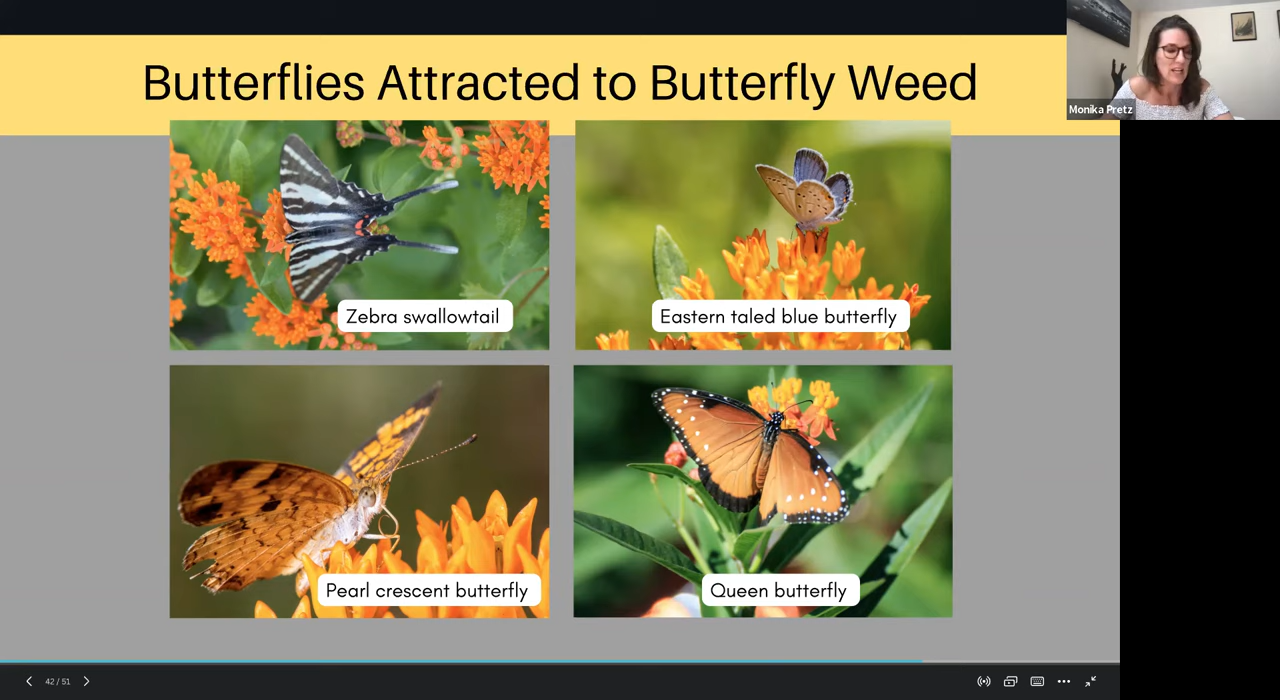 Butterflies Attracted to Butterfly Weed
Monika Pretz
Zebra swallowtail
Eastern taled blue butterfly
Pearl crescent butterfly
Queen butterfly
42 / 51